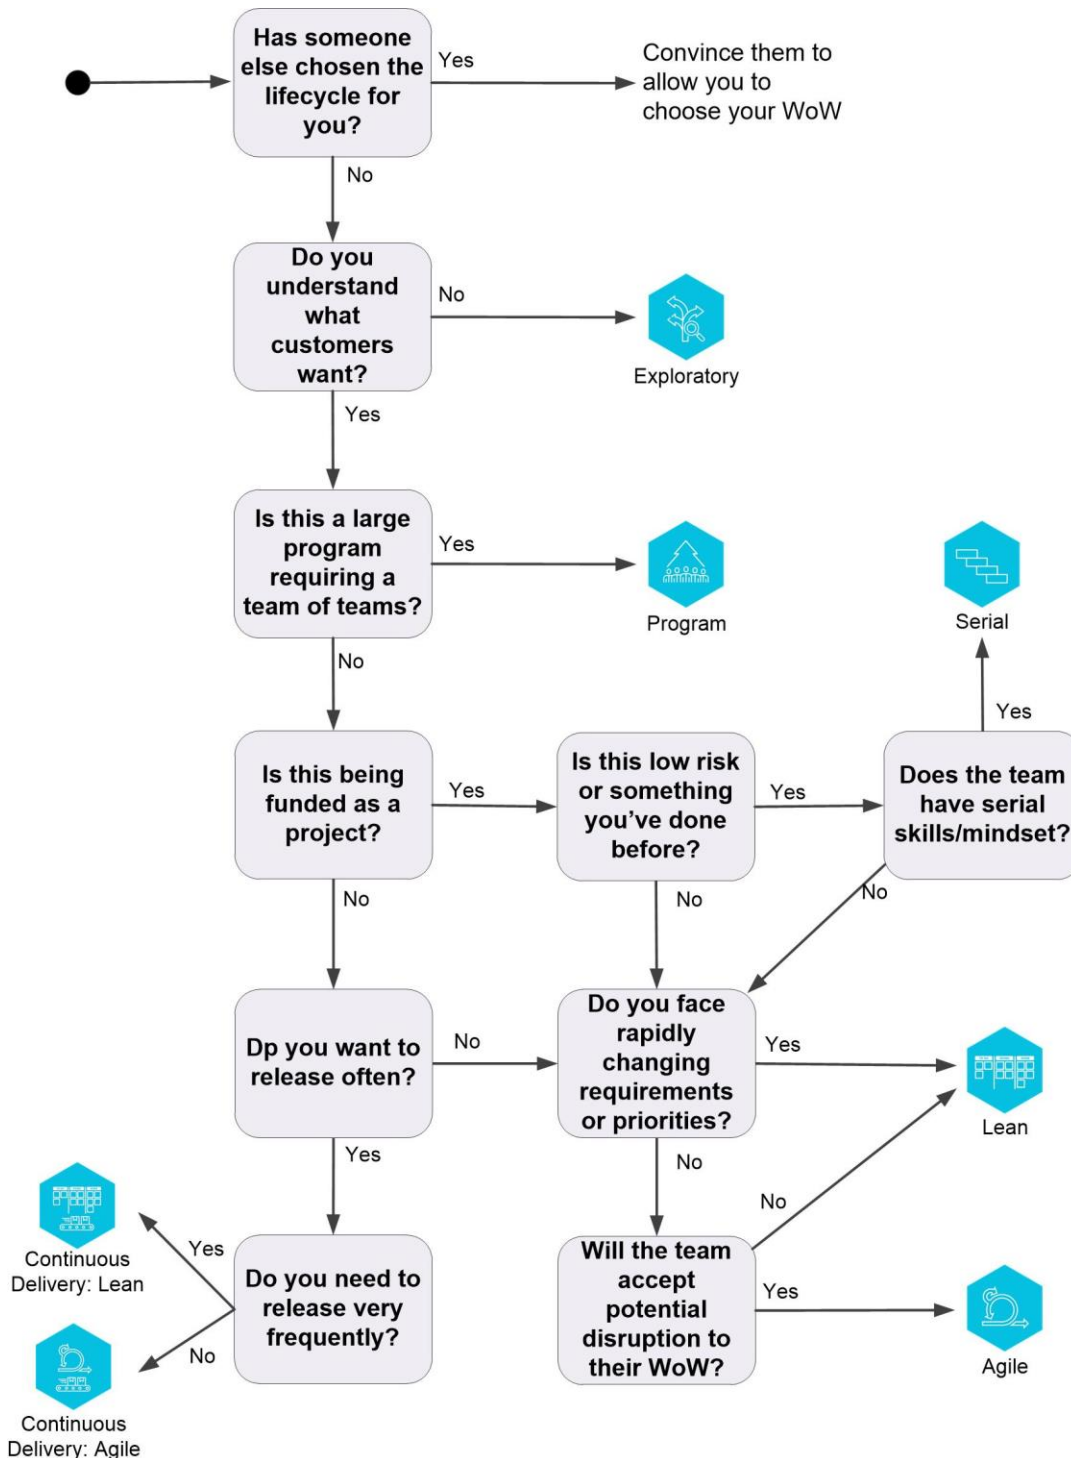 Has someone
else chosen the
lifecycle for
you?
Yes
Convince them to
allow you to
choose your WoW
No
Do you
understand
what
customers
want?
No
Exploratory
Yes
Is this a large
program
requiring a
team of teams?
Yes
Program
Serial
No
Yes
Is this being
funded as a
project?
Yes
Is this low risk
or something
you’ve done
before?
Yes
Does the team
have serial
skills/mindset?
No
No
No
Dp you want to
release often?
No
Do you face
rapidly
changing
requirements
or priorities?
Yes
Lean
Yes
No
No
Continuous
Delivery: Lean
Yes
Do you need to
release very
frequently?
No
Will the team
accept
potential
disruption to
their WoW?
Yes
Agile
Continuous
Delivery: Agile